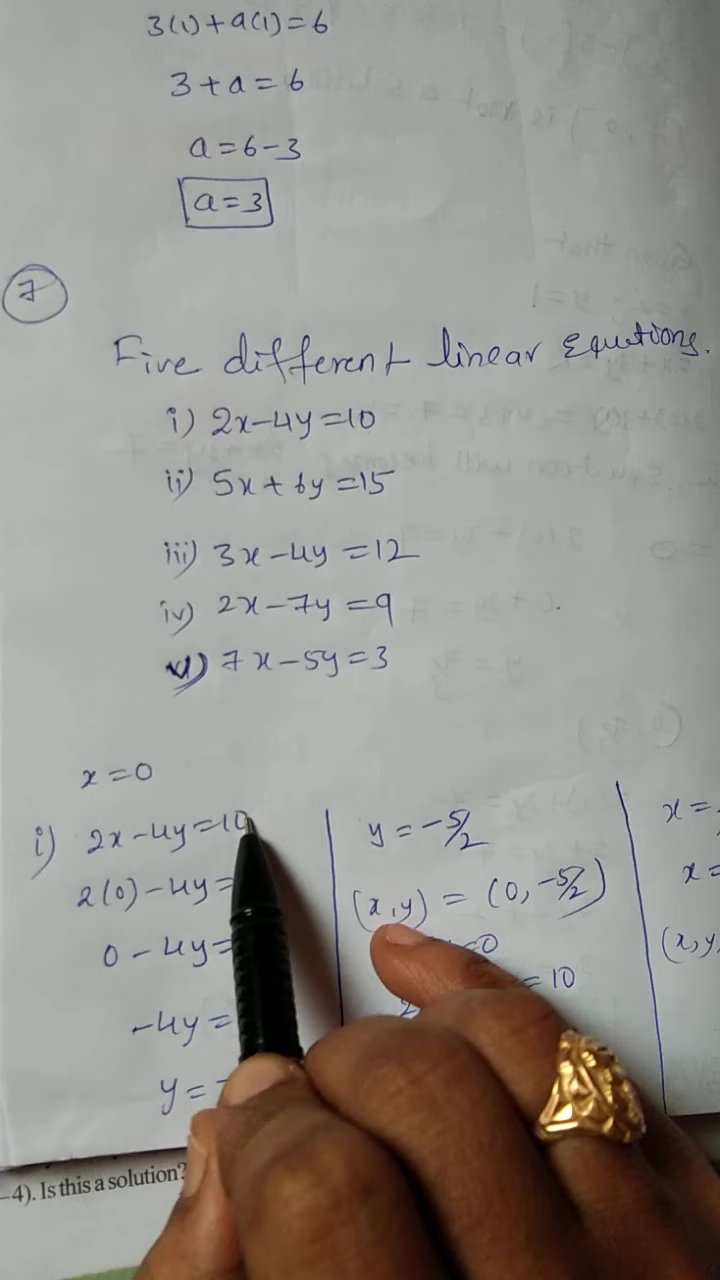 3(1)+a(1)=6
3+a=6
a=6-3
a=3
7
Five different linear Equations.
i) 2x-4y=10
ii) 5x+6y=15
iii) 3x-4y=12
iv) 2x-7y=9
v) 7x-5y=3
x=0
i) 2x-4y=10
2(0)-4y=
0-4y=
-4y=
y=-
y=-5/2
(x,y) = (0,-5/2)
=0
2 =10
x=
x=
(x,y
-4). Is this a solution?